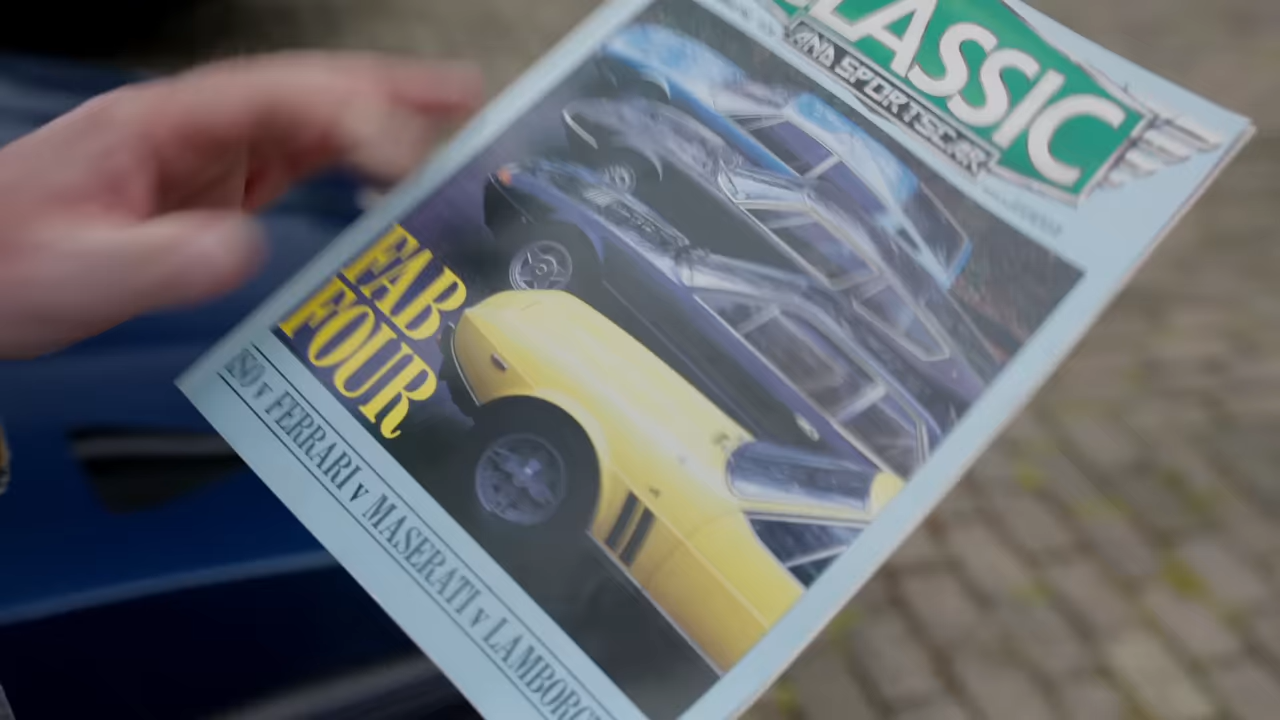 CLASSIC
AND SPORTSCAR
FAB
FOUR
ISO v FERRARI v MASERATI v LAMBORG